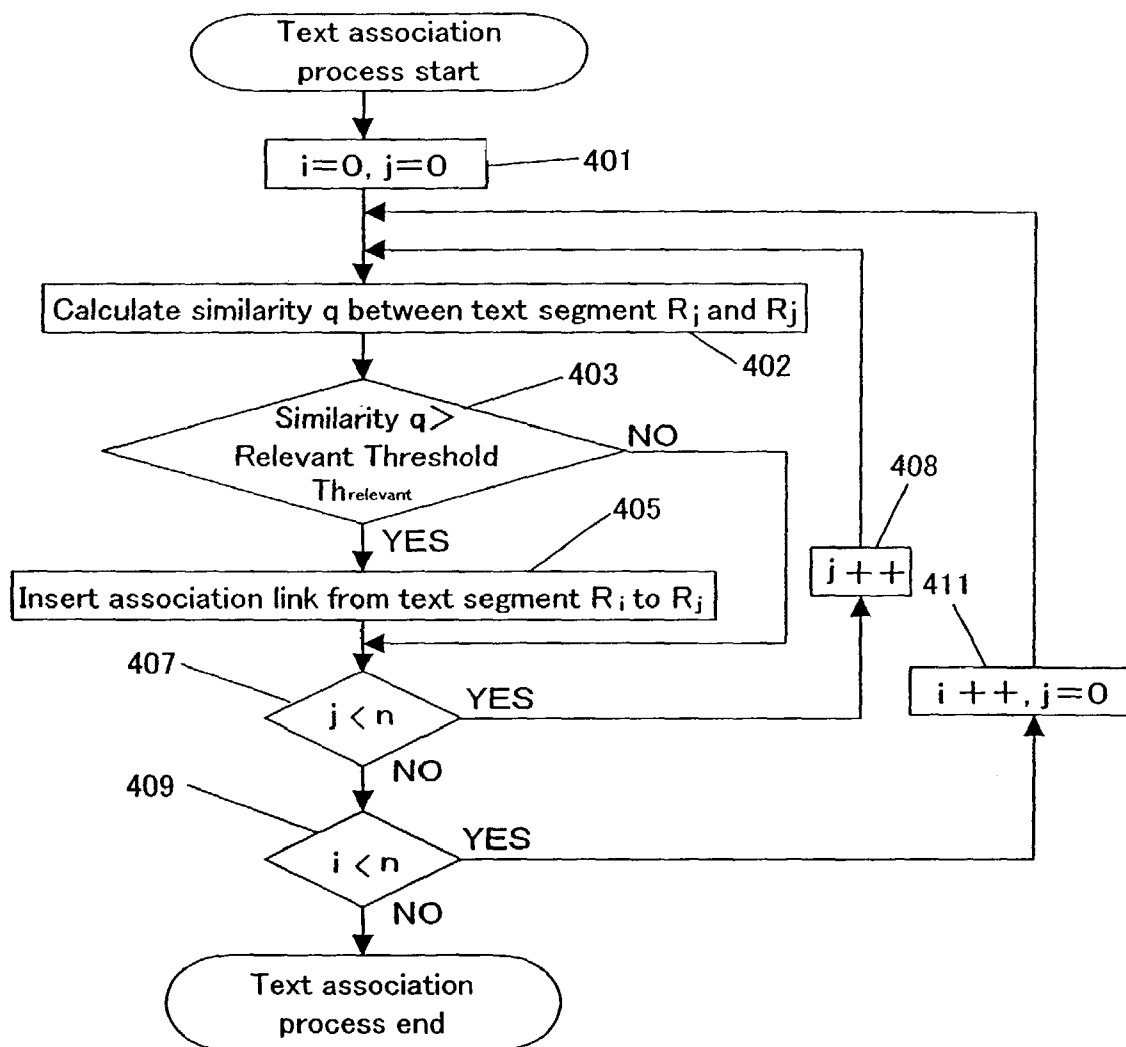 Text association
process start
i=0, j=0
401
Calculate similarity q between text segment Ri and Rj
402
403
Similarity q>
Relevant Threshold
Threlevant
NO
YES
405
Insert association link from text segment Ri to Rj
408
j++
411
i++, j=0
407
j<n
YES
NO
409
i<n
YES
NO
Text association
process end